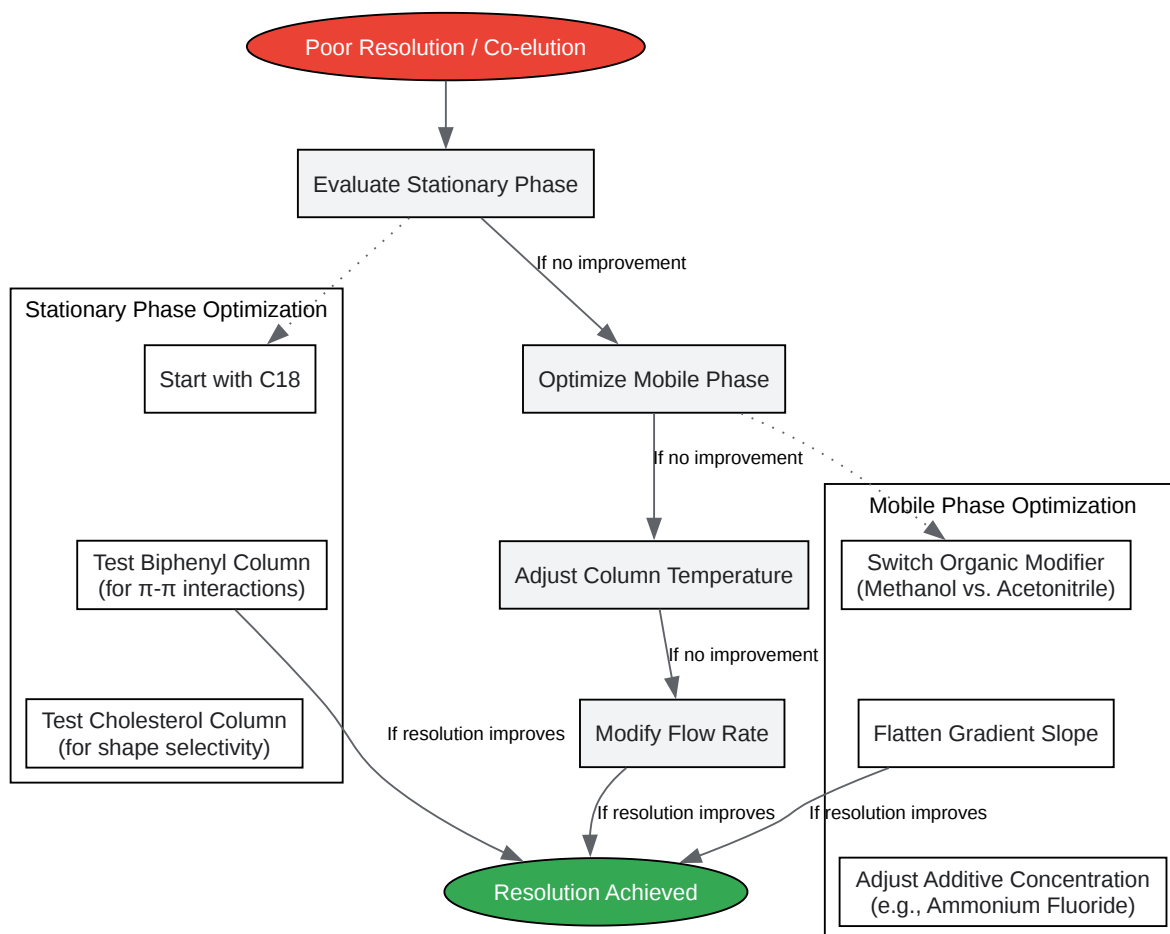 Poor Resolution / Co-elution
Evaluate Stationary Phase
If no improvement
Stationary Phase Optimization
Start with C18
Optimize Mobile Phase
If no improvement
Mobile Phase Optimization
Test Biphenyl Column
(for π-π interactions)
Adjust Column Temperature
Switch Organic Modifier
(Methanol vs. Acetonitrile)
If no improvement
Test Cholesterol Column
(for shape selectivity)
If resolution improves
Modify Flow Rate
Flatten Gradient Slope
If resolution improves
If resolution improves
Resolution Achieved
Adjust Additive Concentration
(e.g., Ammonium Fluoride)